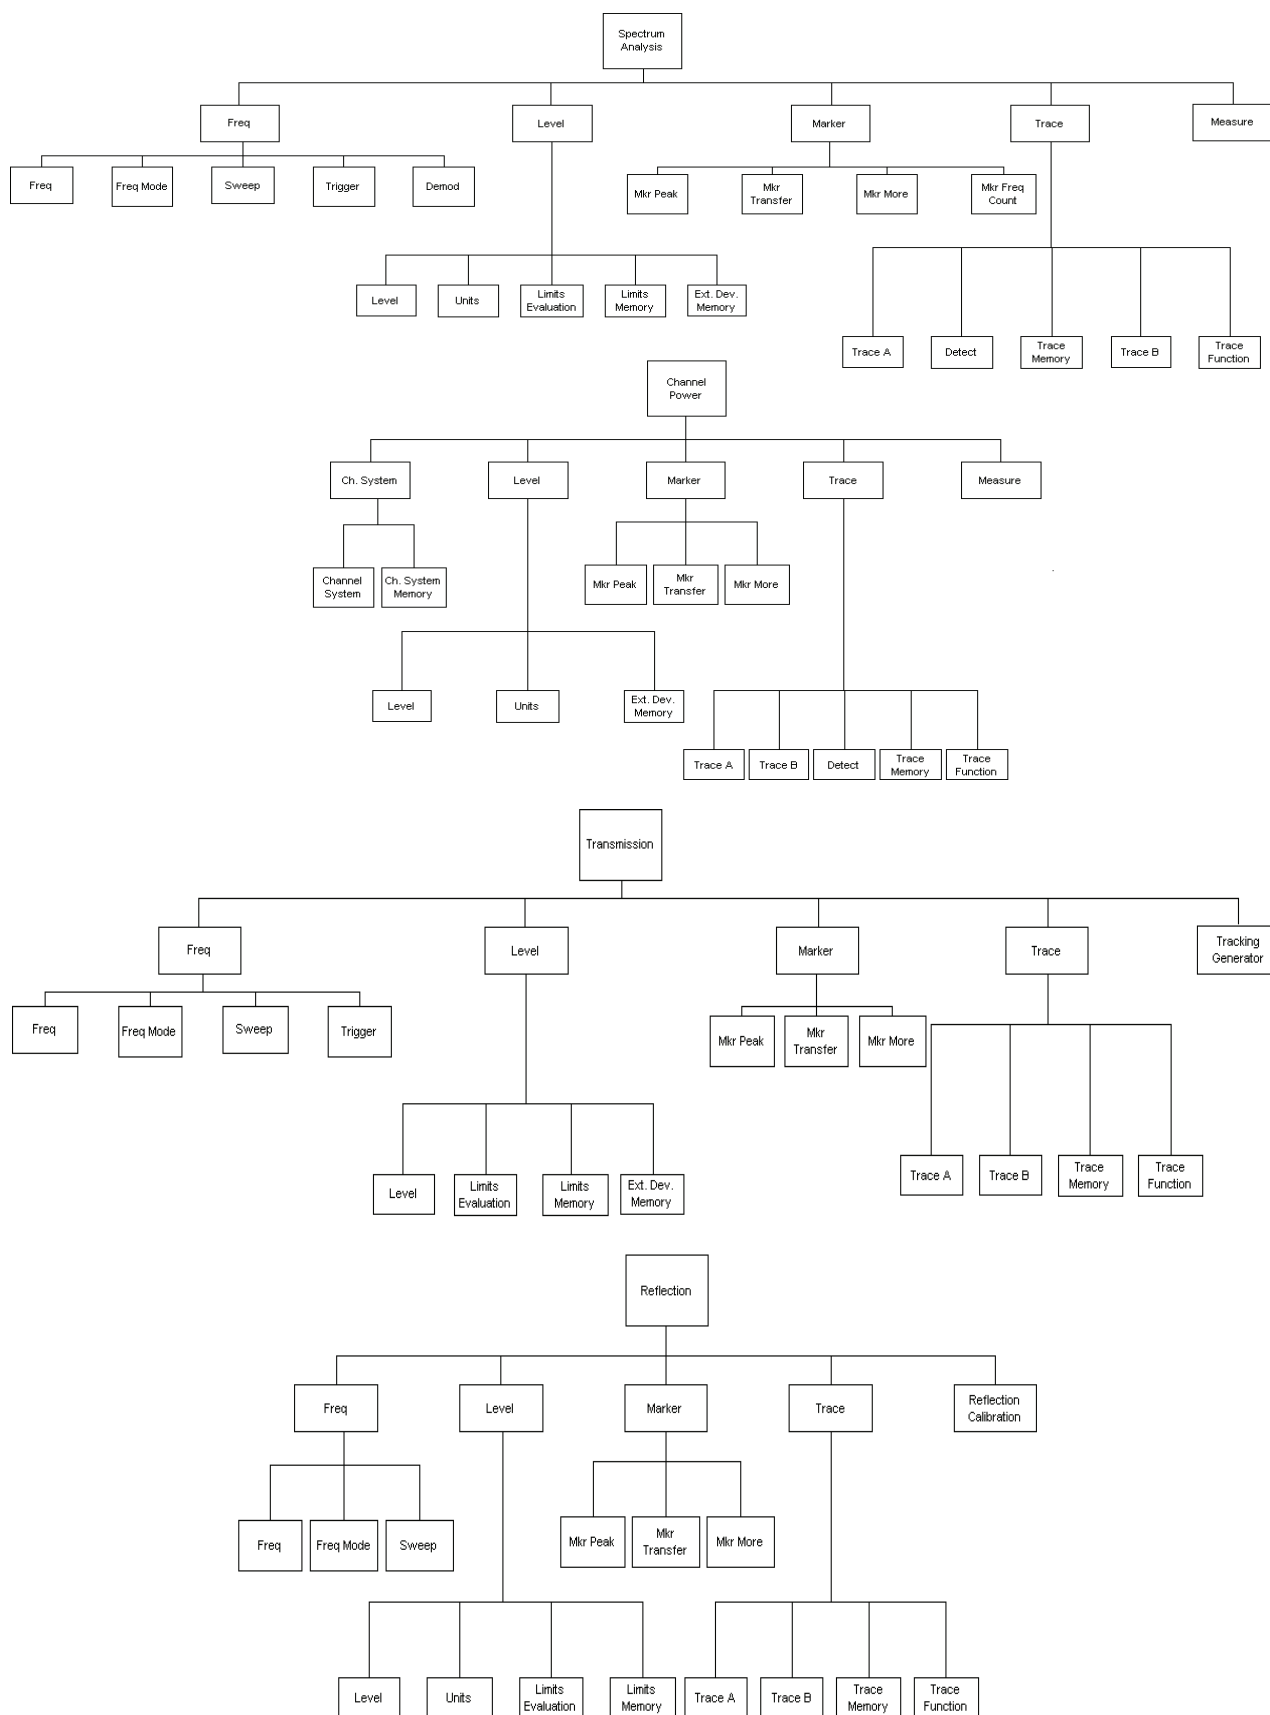 Spectrum
Analysis
Freq
Level
Marker
Trace
Measure
Freq
Freq Mode
Sweep
Trigger
Demod
Mkr Peak
Mkr
Transfer
Mkr More
Mkr Freq
Count
Level
Units
Limits
Evaluation
Limits
Memory
Ext. Dev.
Memory
Trace A
Detect
Trace
Memory
Trace B
Trace
Function
Channel
Power
Ch. System
Level
Marker
Trace
Measure
Channel
System
Ch. System
Memory
Mkr Peak
Mkr
Transfer
Mkr More
Level
Units
Ext. Dev.
Memory
Trace A
Trace B
Detect
Trace
Memory
Trace
Function
Transmission
Freq
Level
Marker
Trace
Tracking
Generator
Freq
Freq Mode
Sweep
Trigger
Mkr Peak
Mkr
Transfer
Mkr More
Level
Limits
Evaluation
Limits
Memory
Ext. Dev.
Memory
Trace A
Trace B
Trace
Memory
Trace
Function
Reflection
Freq
Level
Marker
Trace
Reflection
Calibration
Freq
Freq Mode
Sweep
Mkr Peak
Mkr
Transfer
Mkr More
Level
Units
Limits
Evaluation
Limits
Memory
Trace A
Trace B
Trace
Memory
Trace
Function